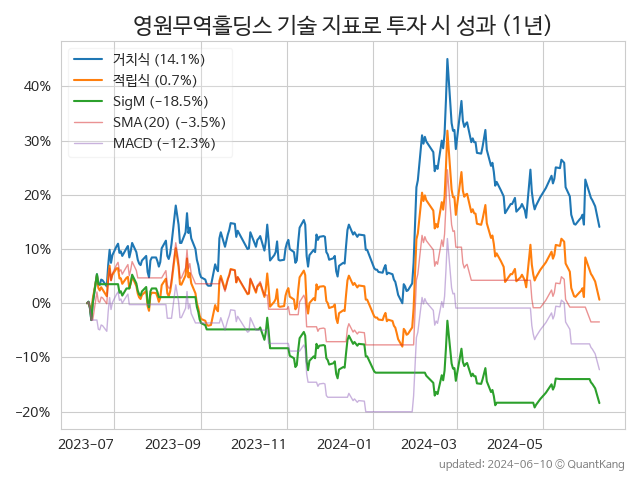 영원무역홀딩스 기술 지표로 투자 시 성과 (1년)
거치식 (14.1%)
적립식 (0.7%)
SigM (−18.5%)
SMA(20) (−3.5%)
MACD (−12.3%)
40%
30%
20%
10%
0%
−10%
−20%
2023-07 2023-09 2023-11 2024-01 2024-03 2024-05
updated: 2024-06-10 © QuantKang